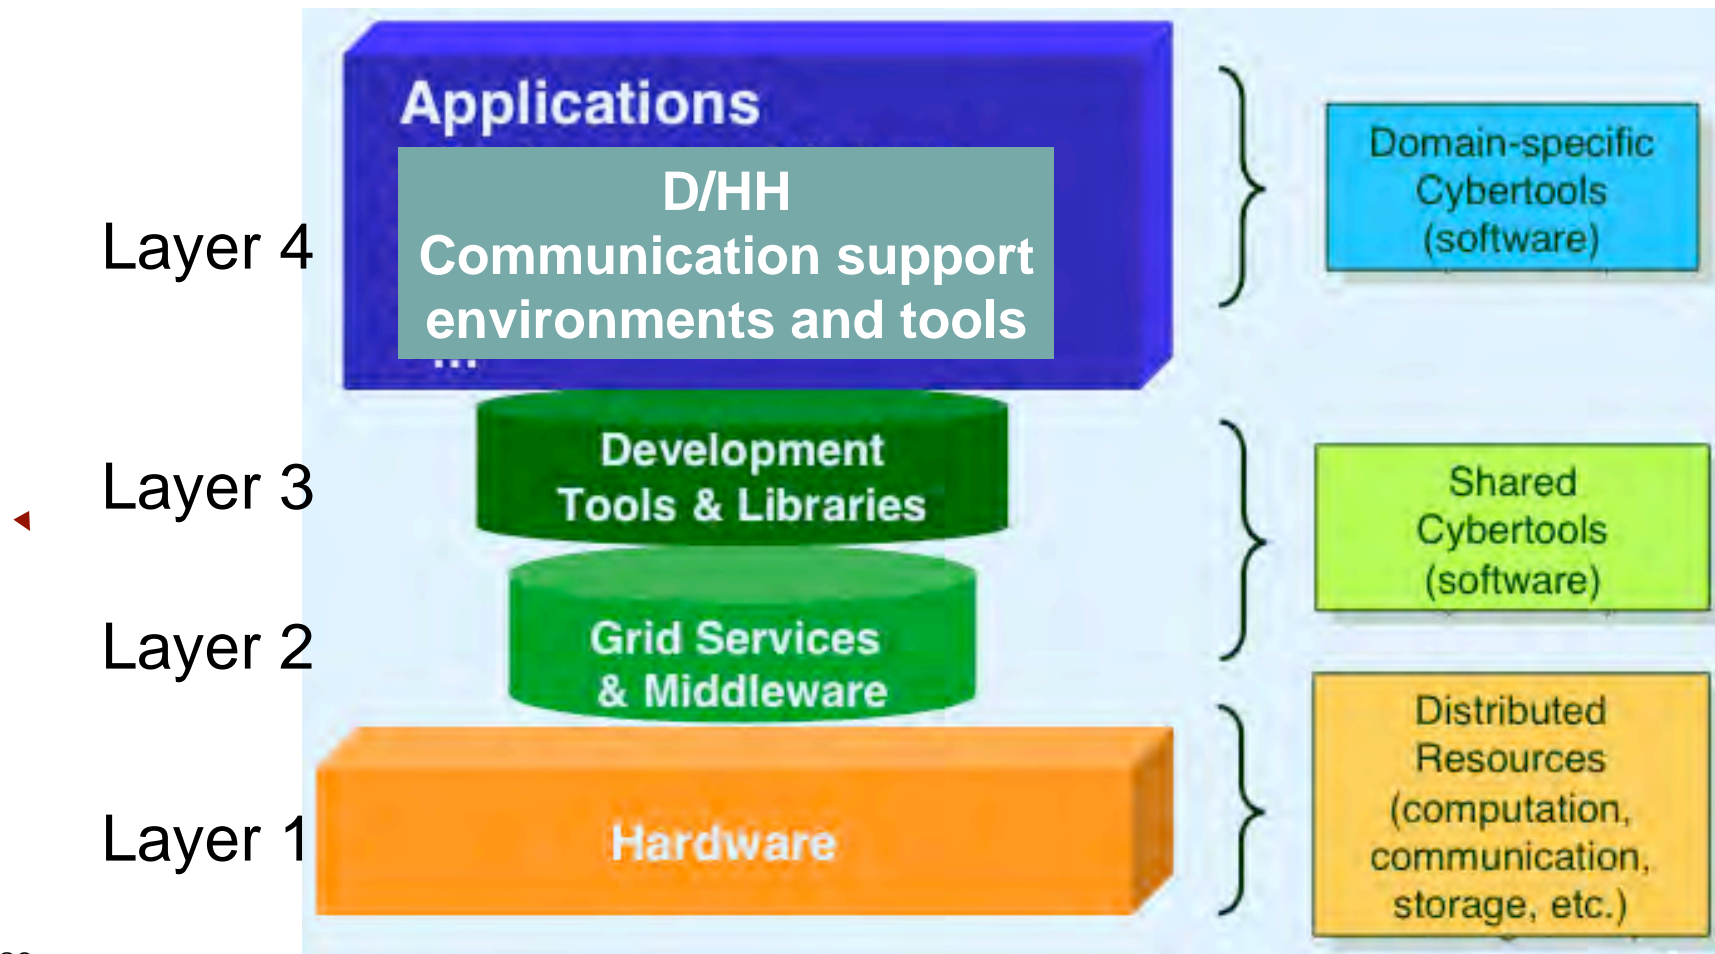 Applications
D/HH
Communication support
environments and tools
...
Layer 4
Domain-specific
Cybertools
(software)
Development
Tools & Libraries
Layer 3
Shared
Cybertools
(software)
Grid Services
& Middleware
Layer 2
Hardware
Layer 1
Distributed
Resources
(computation,
communication,
storage, etc.)